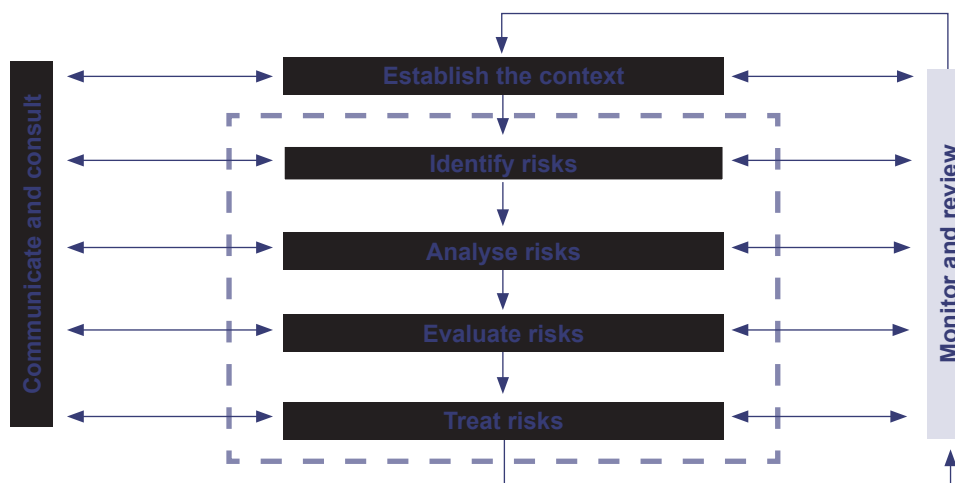 Establish the context
Communicate and consult
Identify risks
Analyse risks
Evaluate risks
Treat risks
Monitor and review